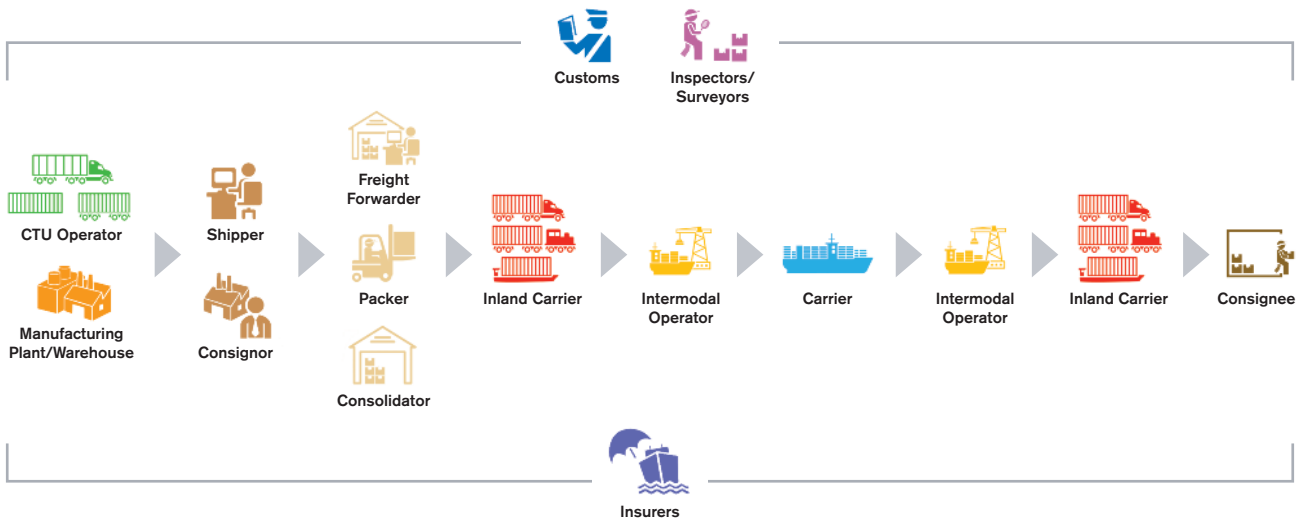 Customs
Inspectors/
Surveyors
CTU Operator
Manufacturing
Plant/Warehouse
Shipper
Consignor
Freight
Forwarder
Packer
Consolidator
Inland Carrier
Intermodal
Operator
Carrier
Intermodal
Operator
Inland Carrier
Consignee
Insurers